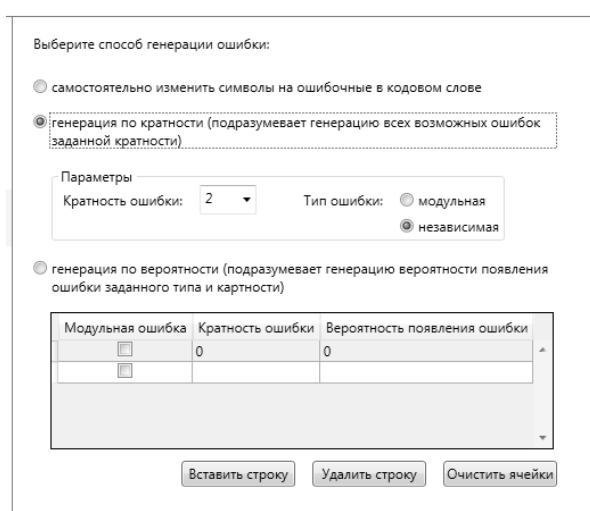 Выберите способ генерации ошибки:
самостоятельно изменить символы на ошибочные в кодовом слове
генерация по кратности (подразумевает генерацию всех возможных ошибок
заданной кратности)
Параметры
Кратность ошибки: 2 Тип ошибки: модульная
независимая
генерация по вероятности (подразумевает генерацию вероятности появления
ошибки заданного типа и картности)
Модульная ошибка Кратность ошибки Вероятность появления ошибки
0 0
Вставить строку Удалить строку Очистить ячейки